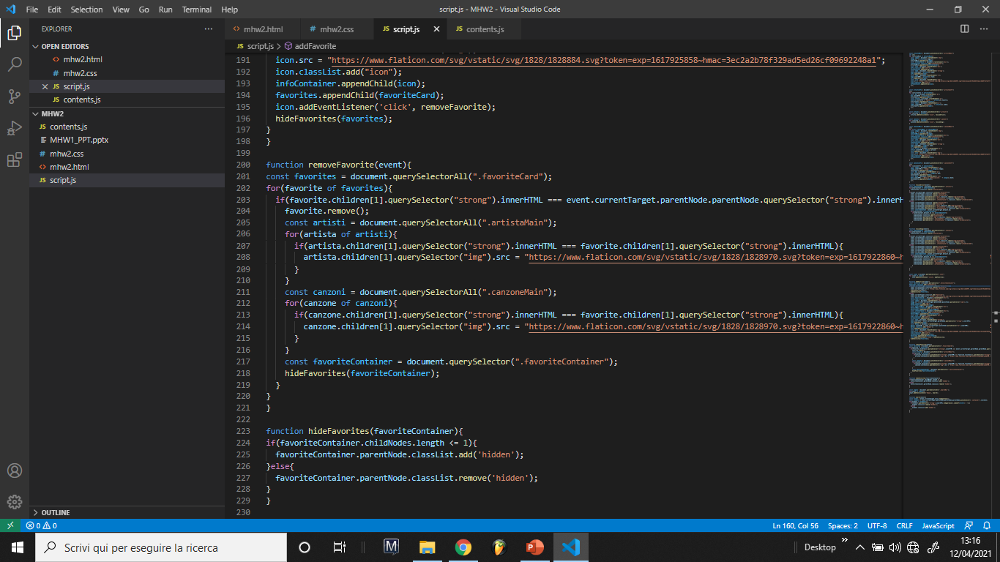 File Edit Selection View Go Run Terminal Help script.js - MHW2 - Visual Studio Code
EXPLORER ···
mhw2.html
mhw2.css
script.js
contents.js
OPEN EDITORS
mhw2.html
mhw2.css
script.js
contents.js
MHW2
contents.js
MHW1_PPT.pptx
mhw2.css
mhw2.html
script.js
OUTLINE
script.js > addFavorite
191 icon.src = "https://www.flaticon.com/svg/vstatic/svg/1828/1828884.svg?token=exp=1617925858~hmac=3ec2a2b78f329ad5ed26cf09692248a1";
192 icon.classList.add("icon");
193 infoContainer.appendChild(icon);
194 favorites.appendChild(favoriteCard);
195 icon.addEventListener('click', removeFavorite);
196 hideFavorites(favorites);
197 }
198 }
199
200 function removeFavorite(event){
201 const favorites = document.querySelectorAll(".favoriteCard");
202 for(favorite of favorites){
203 if(favorite.children[1].querySelector("strong").innerHTML === event.currentTarget.parentNode.parentNode.querySelector("strong").innerH
204 favorite.remove();
205 const artisti = document.querySelectorAll(".artistaMain");
206 for(artista of artisti){
207 if(artista.children[1].querySelector("strong").innerHTML === favorite.children[1].querySelector("strong").innerHTML){
208 artista.children[1].querySelector("img").src = "https://www.flaticon.com/svg/vstatic/svg/1828/1828970.svg?token=exp=1617922860~h
209 }
210 }
211 const canzoni = document.querySelectorAll(".canzoneMain");
212 for(canzone of canzoni){
213 if(canzone.children[1].querySelector("strong").innerHTML === favorite.children[1].querySelector("strong").innerHTML){
214 canzone.children[1].querySelector("img").src = "https://www.flaticon.com/svg/vstatic/svg/1828/1828970.svg?token=exp=1617922860~h
215 }
216 }
217 const favoriteContainer = document.querySelector(".favoriteContainer");
218 hideFavorites(favoriteContainer);
219 }
220 }
221 }
222
223 function hideFavorites(favoriteContainer){
224 if(favoriteContainer.childNodes.length <= 1){
225 favoriteContainer.parentNode.classList.add('hidden');
226 }else{
227 favoriteContainer.parentNode.classList.remove('hidden');
228 }
229 }
230
0 0 Ln 160, Col 56 Spaces: 2 UTF-8 CRLF JavaScript
Scrivi qui per eseguire la ricerca
Desktop
13:16
12/04/2021